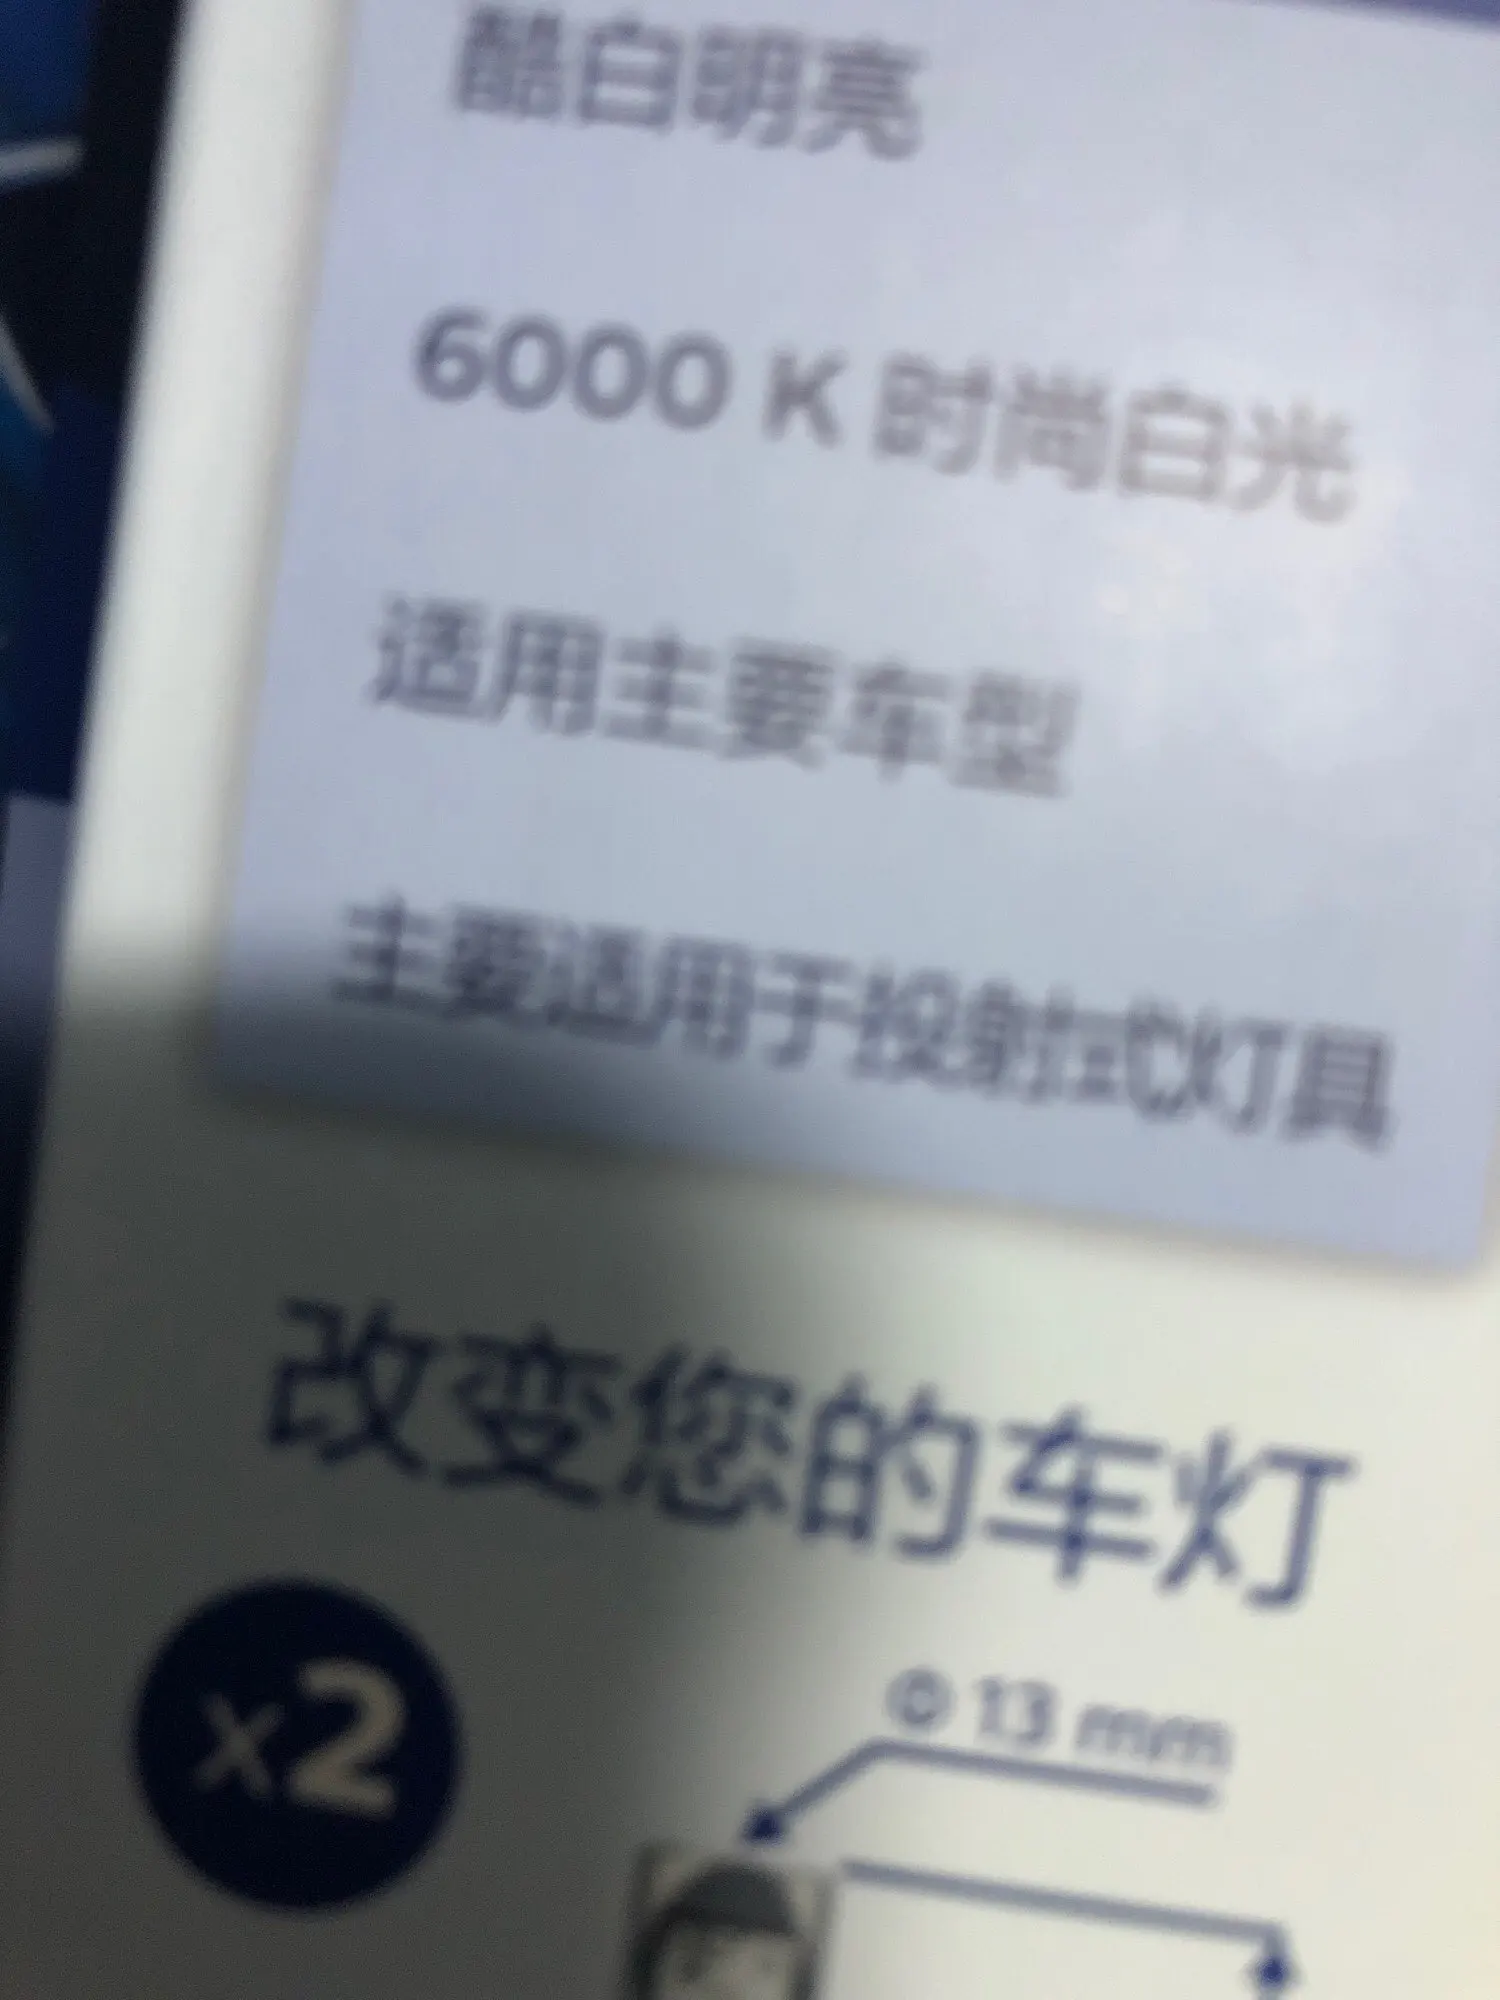 酷白明亮
6000 K 时尚白光
适用主要车型
主要适用于投射式灯具
改变您的车灯
x2
13 mm